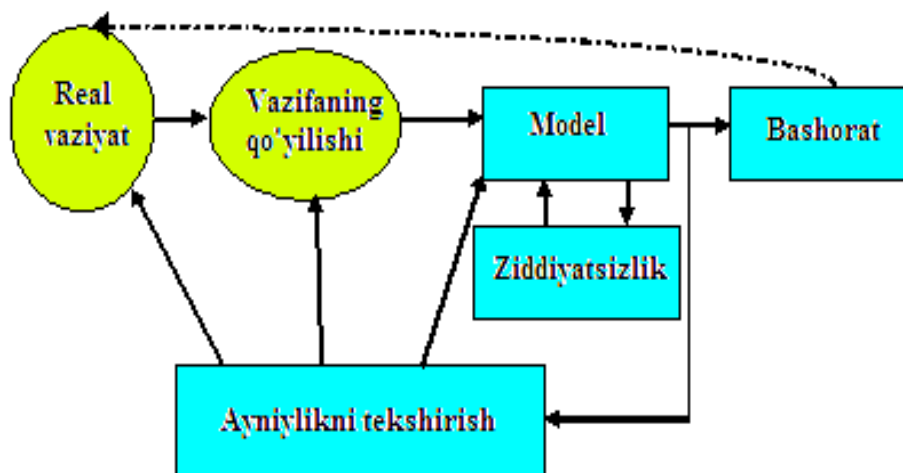 Real
vaziyat
Vazifaning
qo'yilishi
Model
Bashorat
Ziddiyatsizlik
Ayniylikni tekshirish